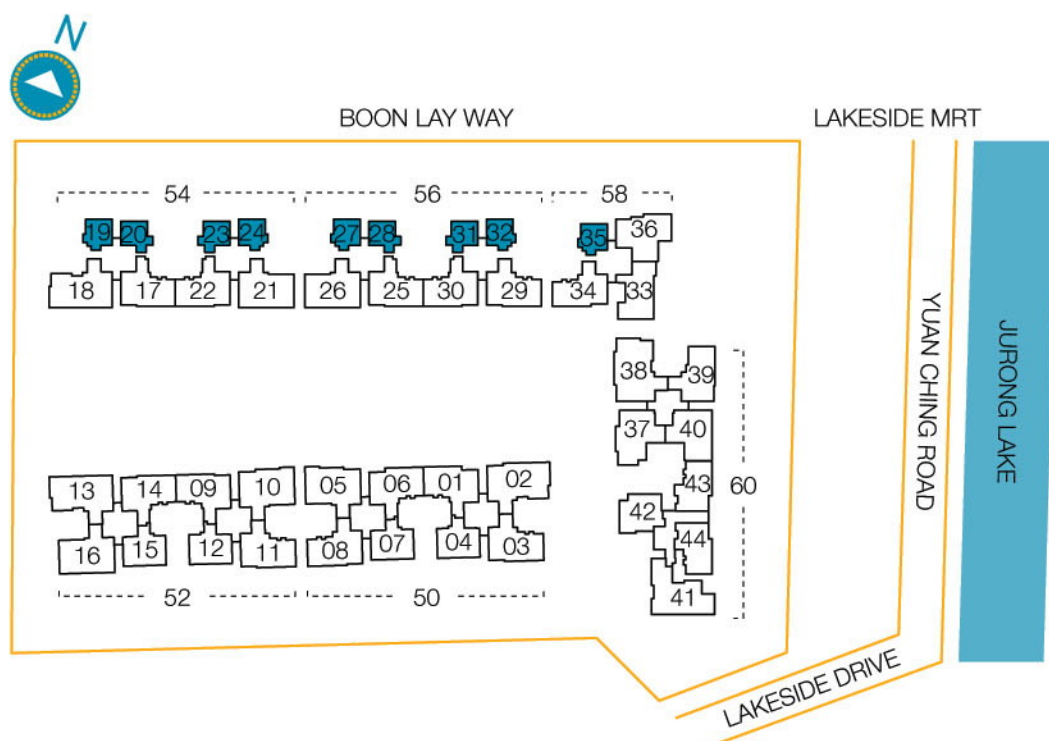 N
BOON LAY WAY
LAKESIDE MRT
54
56
58
19 20 23 24 27 28 31 32 35 36
18 17 22 21 26 25 30 29 34 33
38 39
37 40
13 14 09 10 05 06 01 02
43
42
60
16 15 12 11 08 07 04 03
44
41
52
50
YUAN CHING ROAD
JURONG LAKE
LAKESIDE DRIVE